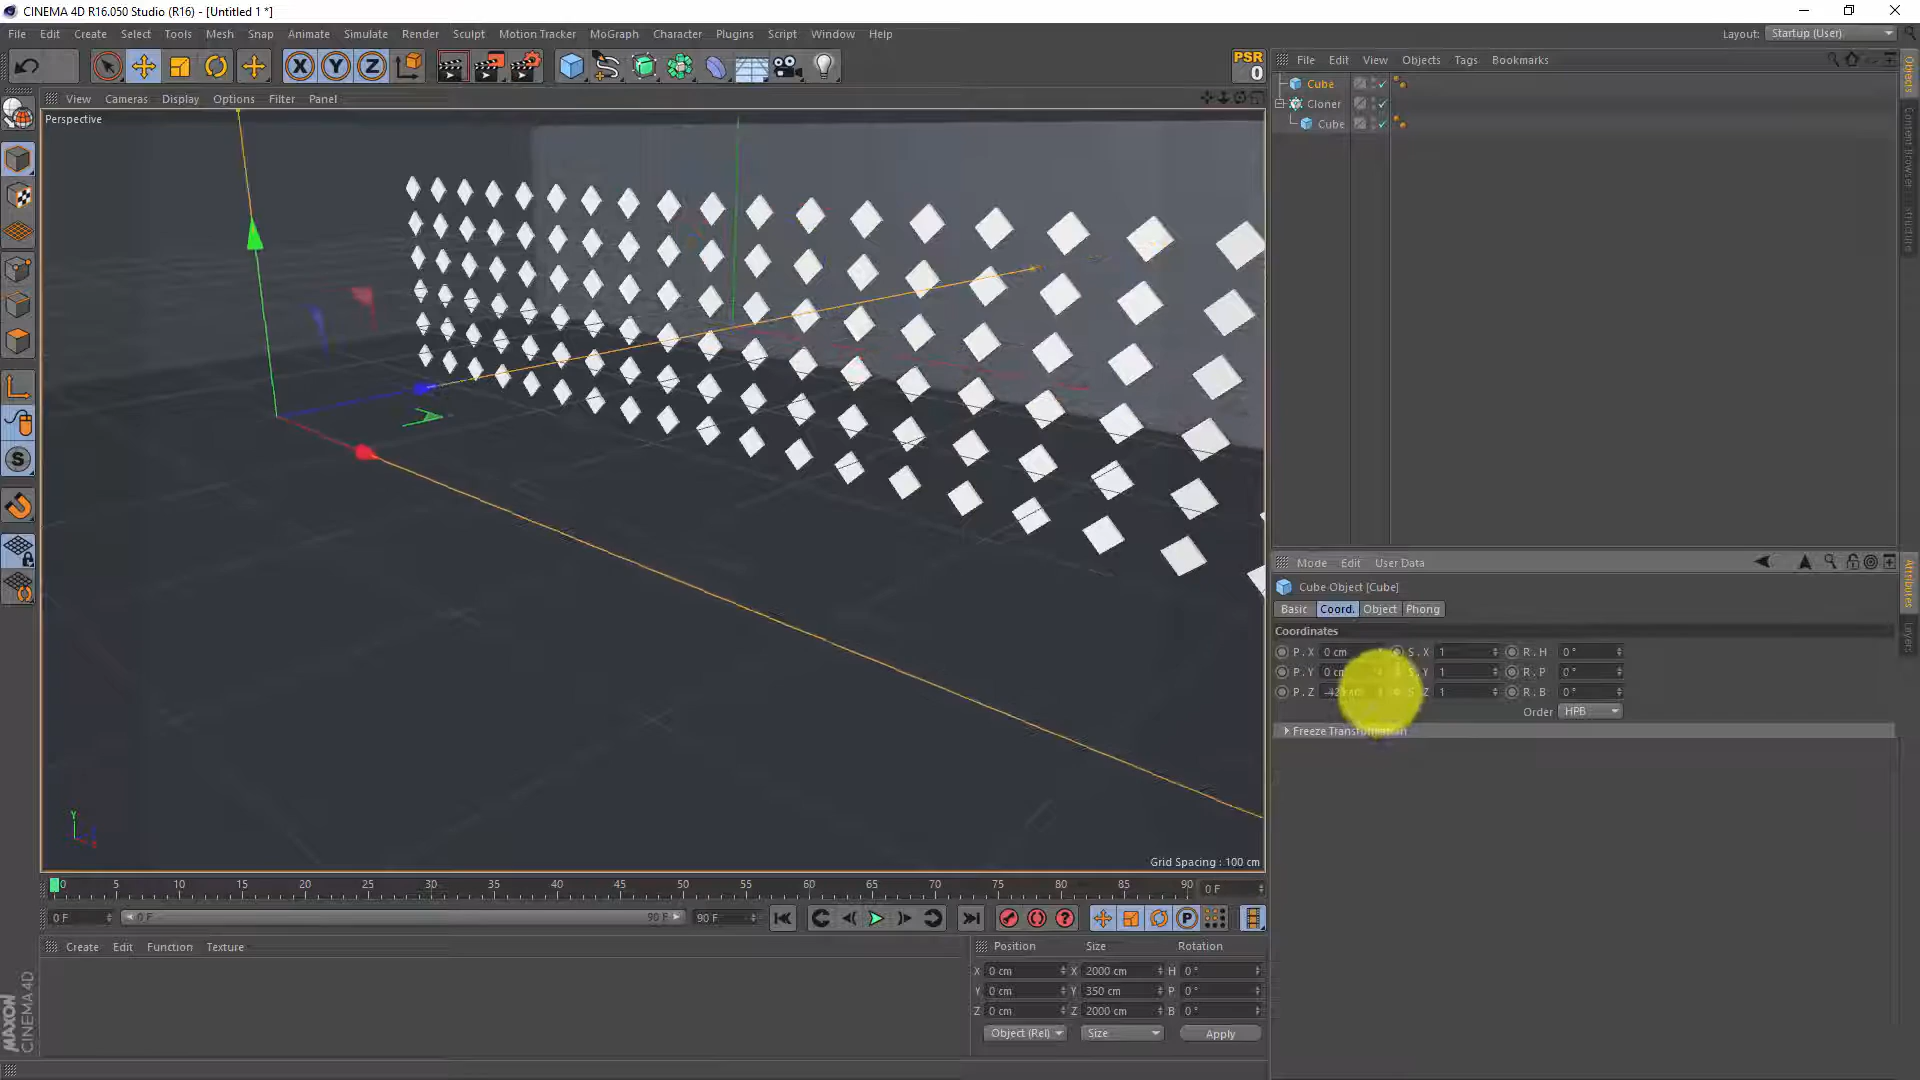 CINEMA 4D R16.050 Studio (R16) - [Untitled 1 *]
File Edit Create Select Tools Mesh Snap Animate Simulate Render Sculpt Motion Tracker MoGraph Character Plugins Script Window Help
Layout: Startup (User)
X Y Z
PSR
0
File Edit View Objects Tags Bookmarks
View Cameras Display Options Filter Panel
Perspective
Cube
Cloner
Cube
Objects
Content Browser
Structure
Mode Edit User Data
Cube Object [Cube]
Basic Coord. Object Phong
Coordinates
P . X 0 cm S . X 1 R . H 0 °
P . Y 0 cm S . Y 1 R . P 0 °
P . Z Z 1 R . B 0 °
Order HPB
Freeze Transformation
Attributes
Layers
S
Y
Grid Spacing : 100 cm
0 5 10 15 20 25 30 35 40 45 50 55 60 65 70 75 80 85 90 0 F
0 F 0 F 90 F 90 F
Create Edit Function Texture
Position Size Rotation
X 0 cm X 2000 cm H 0 °
Y 0 cm Y 350 cm P 0 °
Z 0 cm Z 2000 cm B 0 °
Object (Rel) Size Apply
MAXON
CINEMA 4D